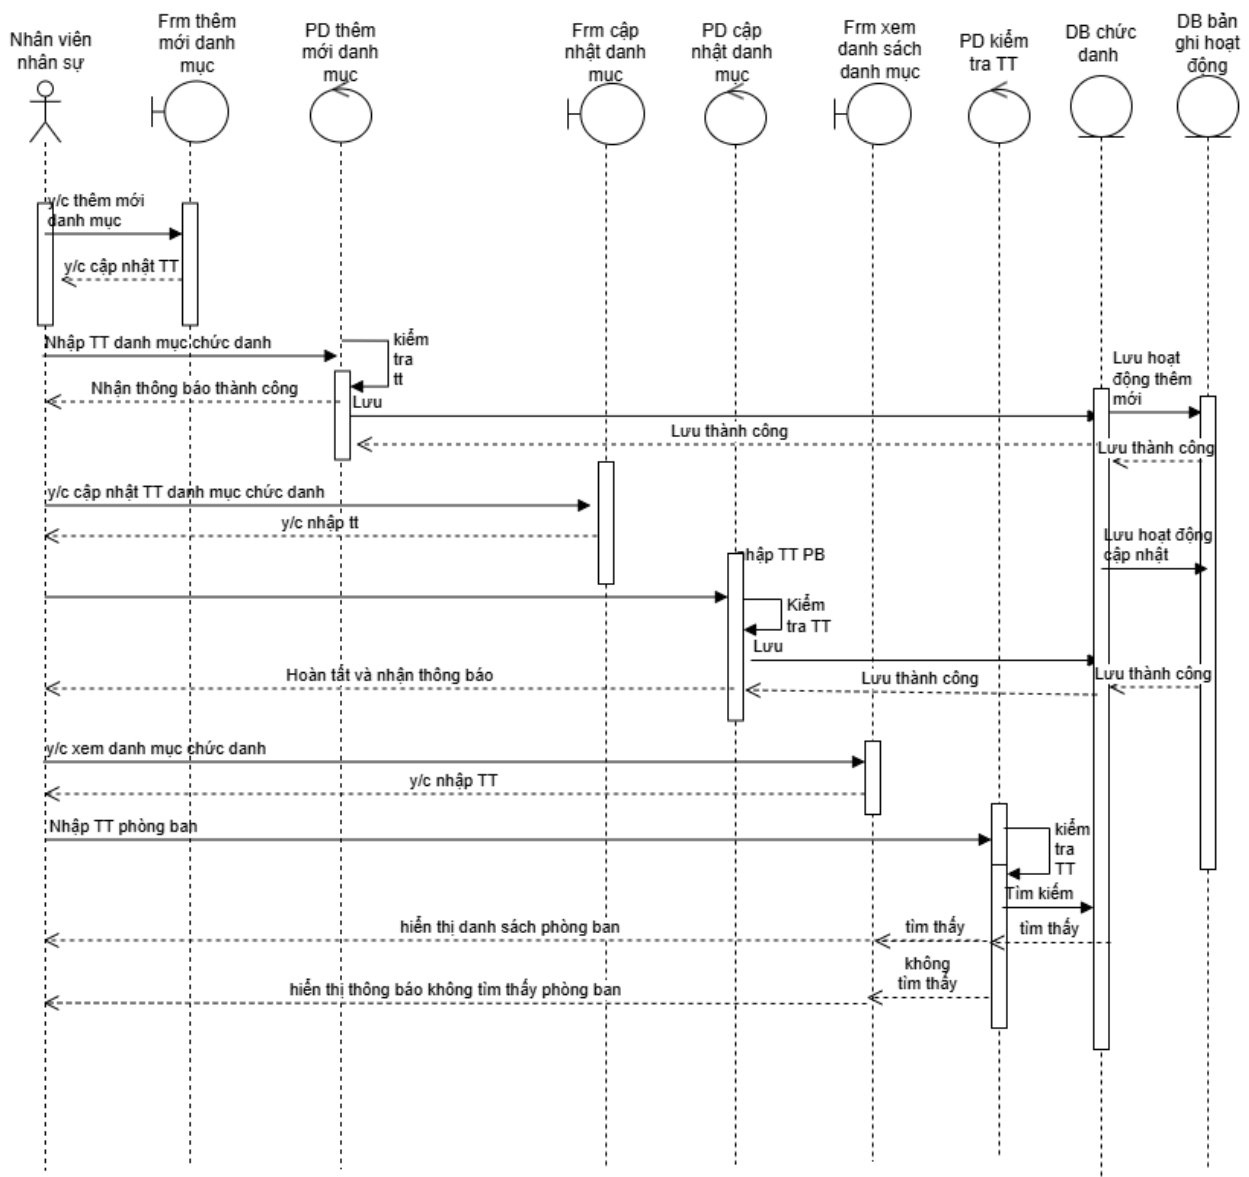 Nhân viên
nhân sự
Frm thêm
mới danh
mục
PD thêm
mới danh
mục
Frm cập
nhật danh
mục
PD cập
nhật danh
mục
Frm xem
danh sách
danh mục
PD kiểm
tra TT
DB chức
danh
DB bản
ghi hoạt
động
y/c thêm mới
danh mục
y/c cập nhật TT
Nhập TT danh mục chức danh
kiểm
tra
tt
Nhận thông báo thành công
Lưu
Lưu hoạt
động thêm
mới
Lưu thành công
Lưu thành công
y/c cập nhật TT danh mục chức danh
y/c nhập tt
Lưu hoạt động
cập nhật
nhập TT PB
Kiểm
tra TT
Lưu
Hoàn tất và nhận thông báo
Lưu thành công
Lưu thành công
y/c xem danh mục chức danh
y/c nhập TT
Nhập TT phòng ban
kiểm
tra
TT
Tìm kiếm
hiển thị danh sách phòng ban
tìm thấy
tìm thấy
không
tìm thấy
hiển thị thông báo không tìm thấy phòng ban